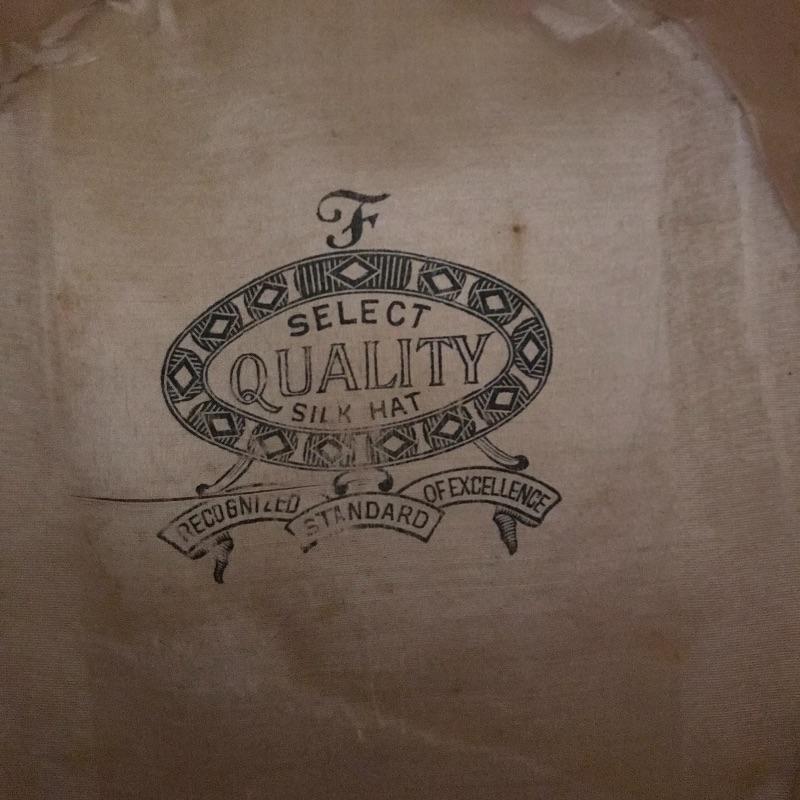 F
SELECT
QUALITY
SILK HAT
RECOGNIZED
STANDARD
OF EXCELLENCE